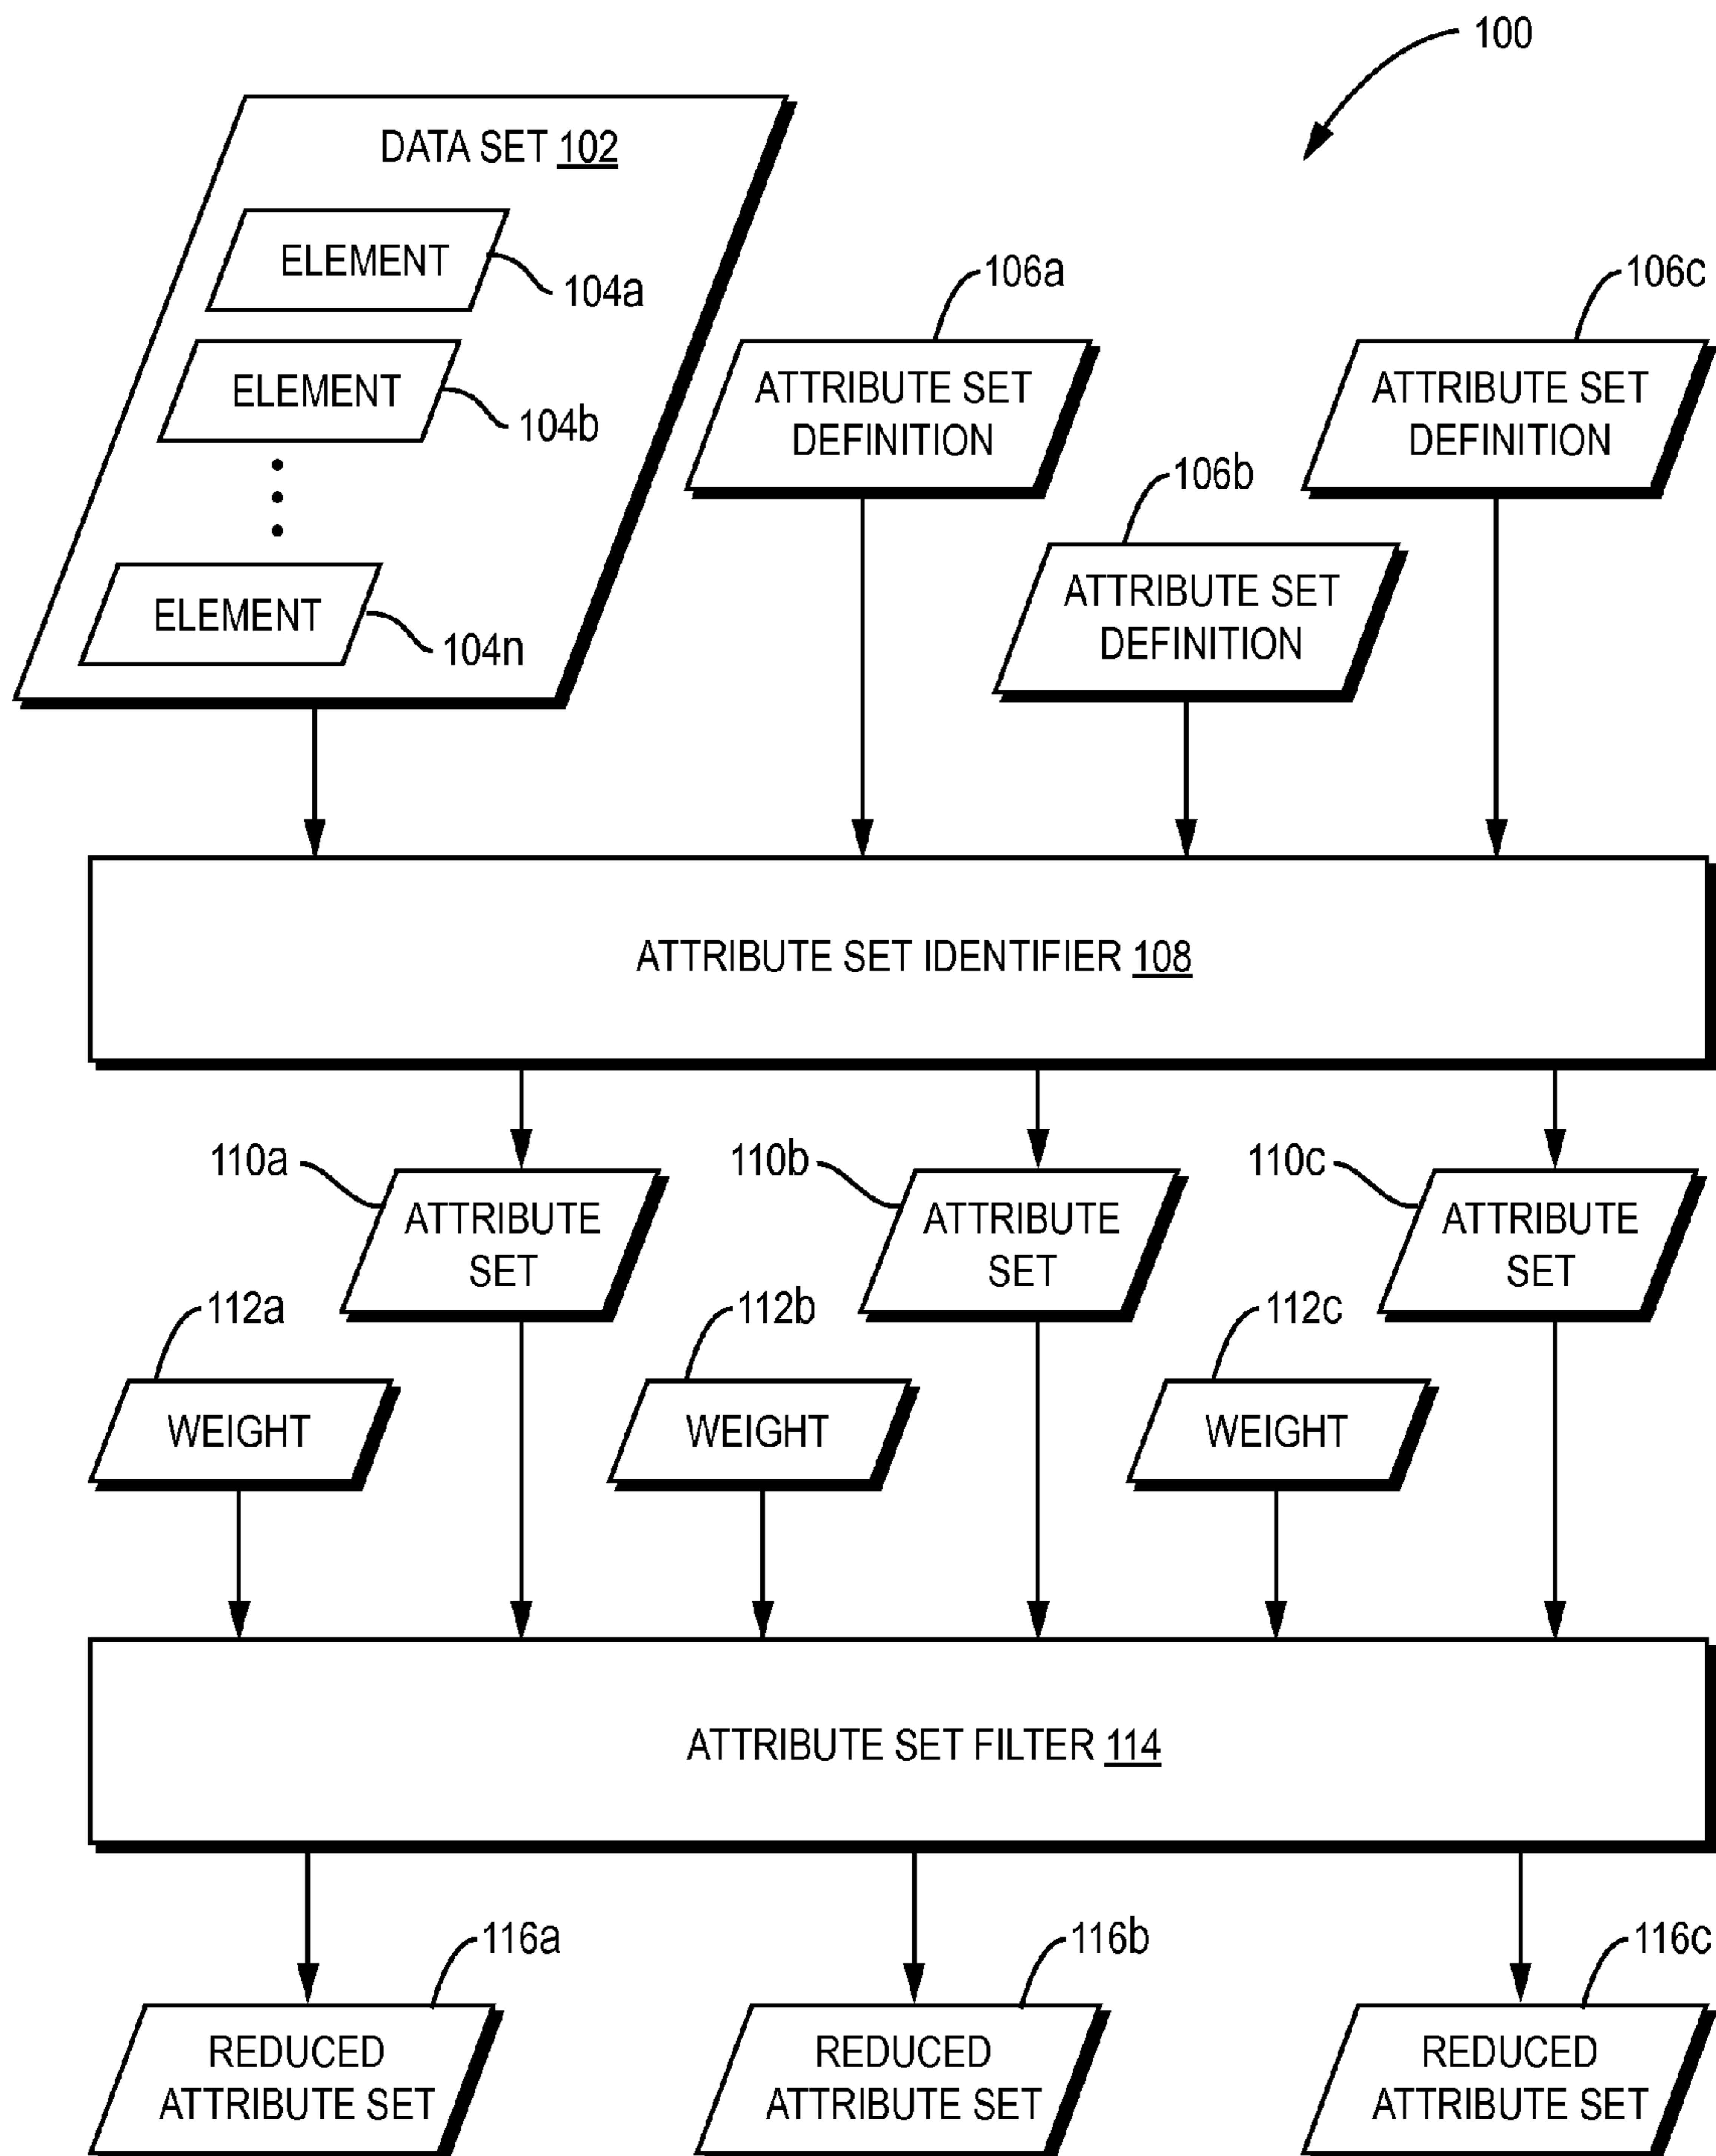 100
DATA SET 102
ELEMENT
104a
ELEMENT
104b
ELEMENT
104n
106a
ATTRIBUTE SET
DEFINITION
106b
ATTRIBUTE SET
DEFINITION
106c
ATTRIBUTE SET
DEFINITION
ATTRIBUTE SET IDENTIFIER 108
110a
ATTRIBUTE
SET
110b
ATTRIBUTE
SET
110c
ATTRIBUTE
SET
112a
WEIGHT
112b
WEIGHT
112c
WEIGHT
ATTRIBUTE SET FILTER 114
116a
REDUCED
ATTRIBUTE SET
116b
REDUCED
ATTRIBUTE SET
116c
REDUCED
ATTRIBUTE SET